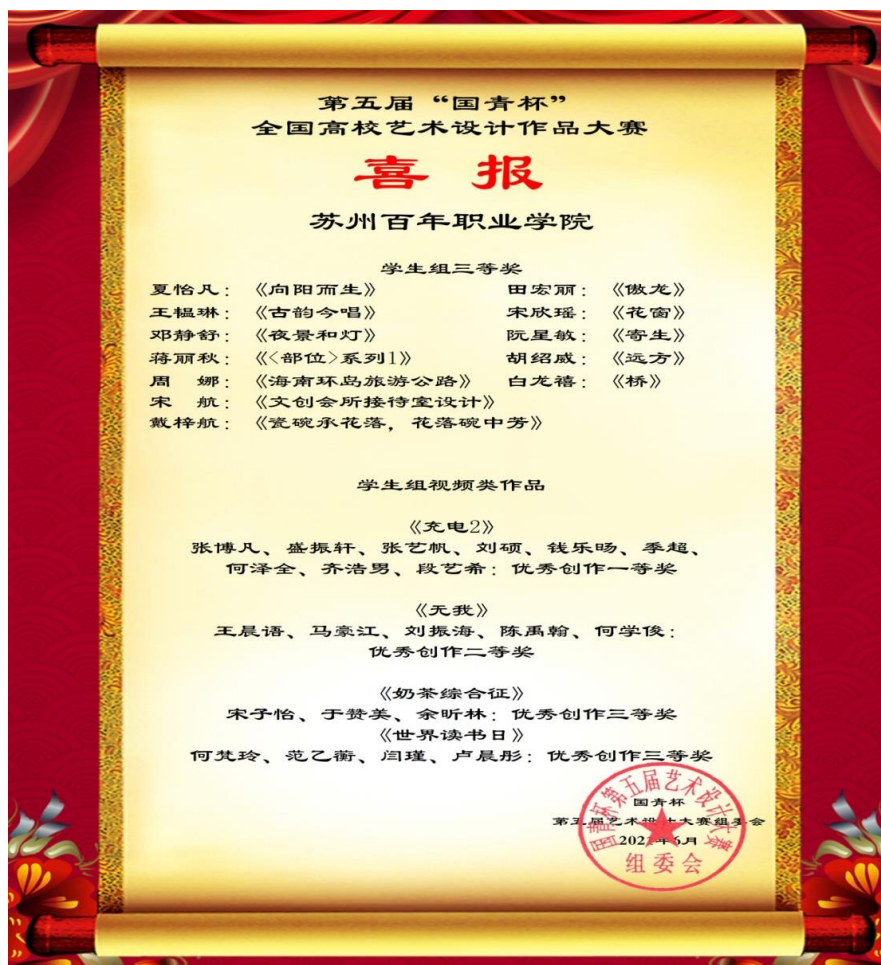 第五届“国青杯”
全国高校艺术设计作品大赛
喜 报
苏州百年职业学院
学生组三等奖
夏怡凡：《向阳而生》 田宏丽：《傲龙》
王韫琳：《古韵今唱》 宋欣瑶：《花窗》
邓静舒：《夜景和灯》 阮星敏：《寄生》
蒋丽秋：《<部位>系列1》 胡绍威：《远方》
周 娜：《海南环岛旅游公路》 白龙禧：《桥》
宋 航：《文创会所接待室设计》
戴梓航：《瓷碗承花落，花落碗中芳》
学生组视频类作品
《充电2》
张博凡、盛振轩、张艺帆、刘硕、钱乐旸、季超、
何泽全、齐浩男、段艺希：优秀创作一等奖
《无我》
王晨语、马豪江、刘振海、陈禹翰、何学俊：
优秀创作二等奖
《奶茶综合征》
宋子怡、于赞美、余昕林：优秀创作三等奖
《世界读书日》
何梵玲、范乙蘅、闫瑾、卢晨彤：优秀创作三等奖
国青杯
第五届艺术设计大赛组委会
6月
国青杯第五届艺术设计大赛
组委会